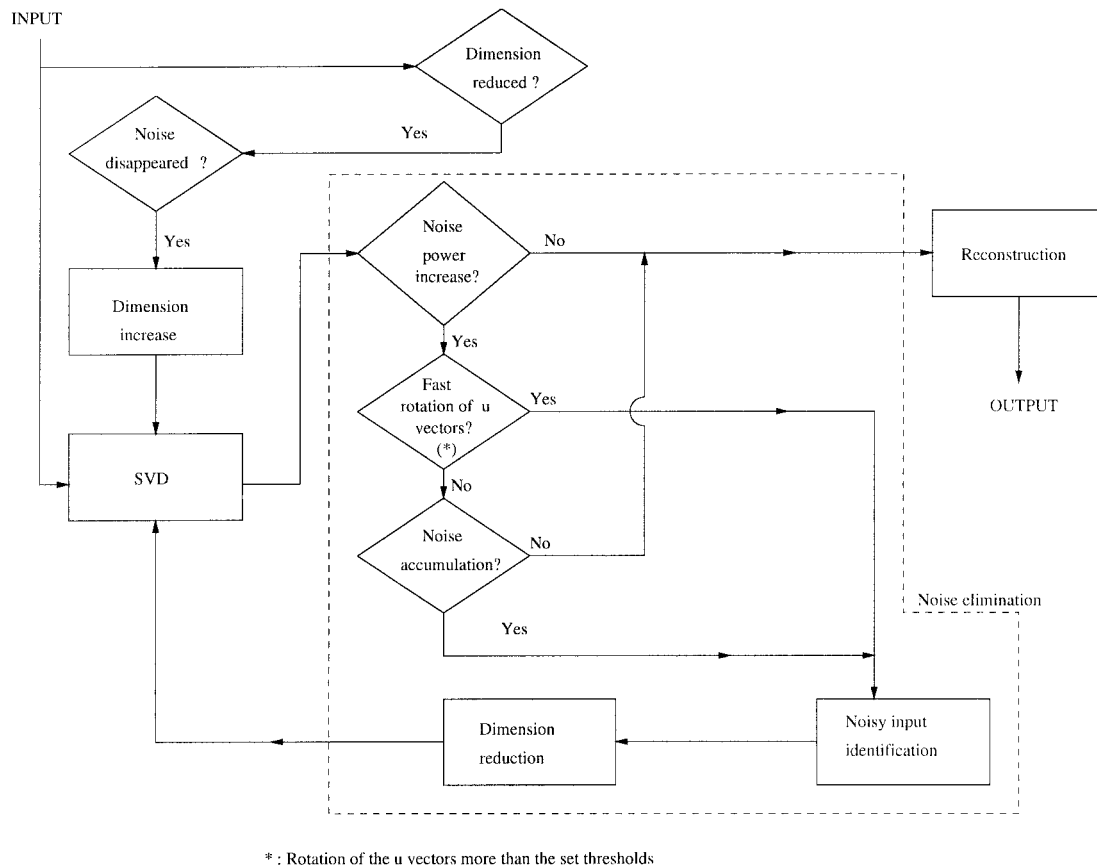 INPUT
Dimension
reduced ?
Yes
Noise
disappeared ?
Yes
Noise
power
increase?
No
Reconstruction
Dimension
increase
Yes
Fast
rotation of u
vectors?
(*)
Yes
OUTPUT
SVD
No
Noise
accumulation?
No
Noise elimination
Yes
Dimension
reduction
Noisy input
identification
* : Rotation of the u vectors more than the set thresholds